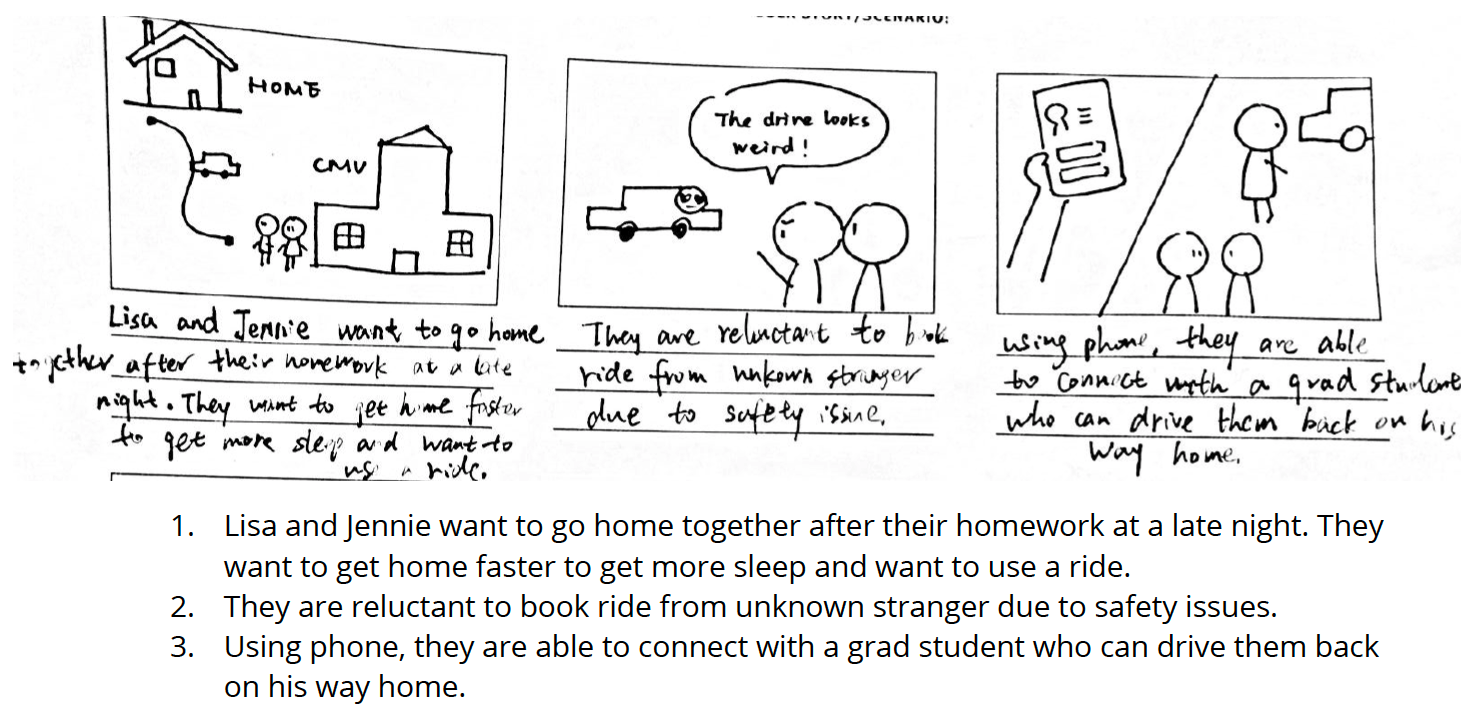 USER STORY/SCENARIO:
HOME
CMU
The drive looks
weird!
Lisa and Jennie want to go home
together after their homework at a late
night. They want to get home faster
to get more sleep and want to
us a ride.
They are reluctant to book
ride from unkown stranger
due to safety issue.
using phone, they are able
to connect with a grad student
who can drive them back on his
way home.
1. Lisa and Jennie want to go home together after their homework at a late night. They
want to get home faster to get more sleep and want to use a ride.
2. They are reluctant to book ride from unknown stranger due to safety issues.
3. Using phone, they are able to connect with a grad student who can drive them back
on his way home.